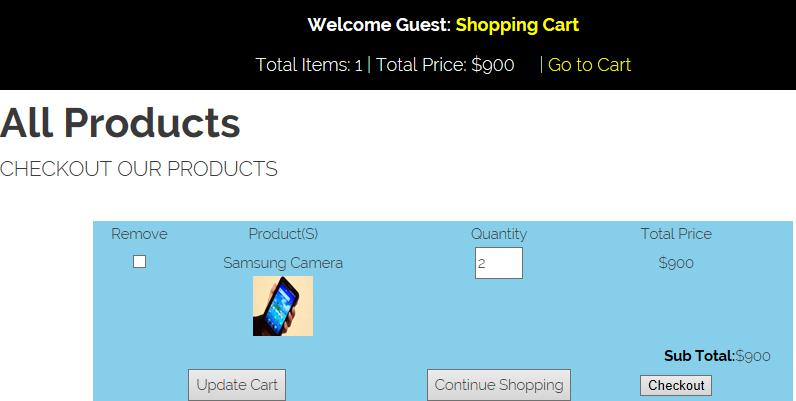 Welcome Guest: Shopping Cart
Total Items: 1 | Total Price: $900 | Go to Cart
All Products
CHECKOUT OUR PRODUCTS
Remove Product(S) Quantity Total Price
Samsung Camera 2 $900
Sub Total:$900
Update Cart Continue Shopping Checkout